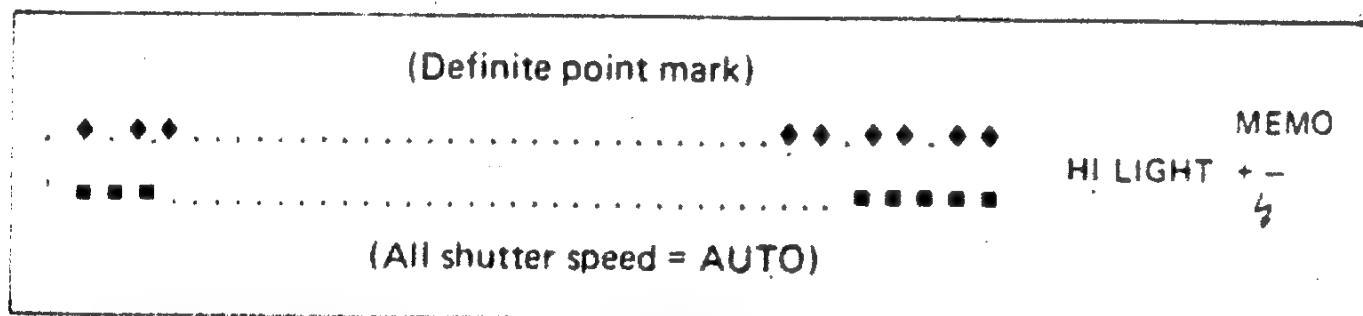 (Definite point mark)
. ♦ . ♦ ♦ . . . . . . . . . . . . . . . . . . . . . . . . . . . . . . . . . . ♦ ♦ . ♦ ♦ . ♦ ♦
MEMO
HI LIGHT + −
. ■ ■ ■ . . . . . . . . . . . . . . . . . . . . . . . . . . . . . . . . . . . ■ ■ ■ ■ ■
(All shutter speed = AUTO)